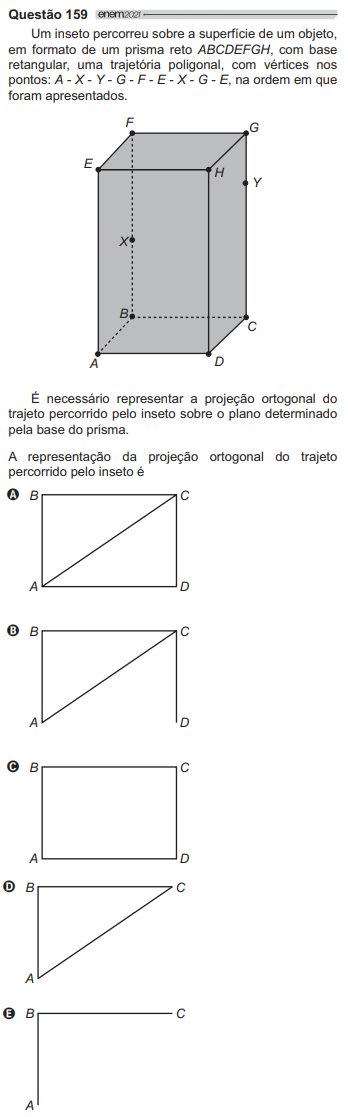 Questão 159 enem2021
Um inseto percorreu sobre a superfície de um objeto,
em formato de um prisma reto ABCDEFGH, com base
retangular, uma trajetória poligonal, com vértices nos
pontos: A - X - Y - G - F - E - X - G - E, na ordem em que
foram apresentados.
F
G
E
H
Y
X
B
C
A
D
É necessário representar a projeção ortogonal do
trajeto percorrido pelo inseto sobre o plano determinado
pela base do prisma.
A representação da projeção ortogonal do trajeto
percorrido pelo inseto é
A B C
A D
B B C
A D
C B C
A D
D B C
A
E B C
A